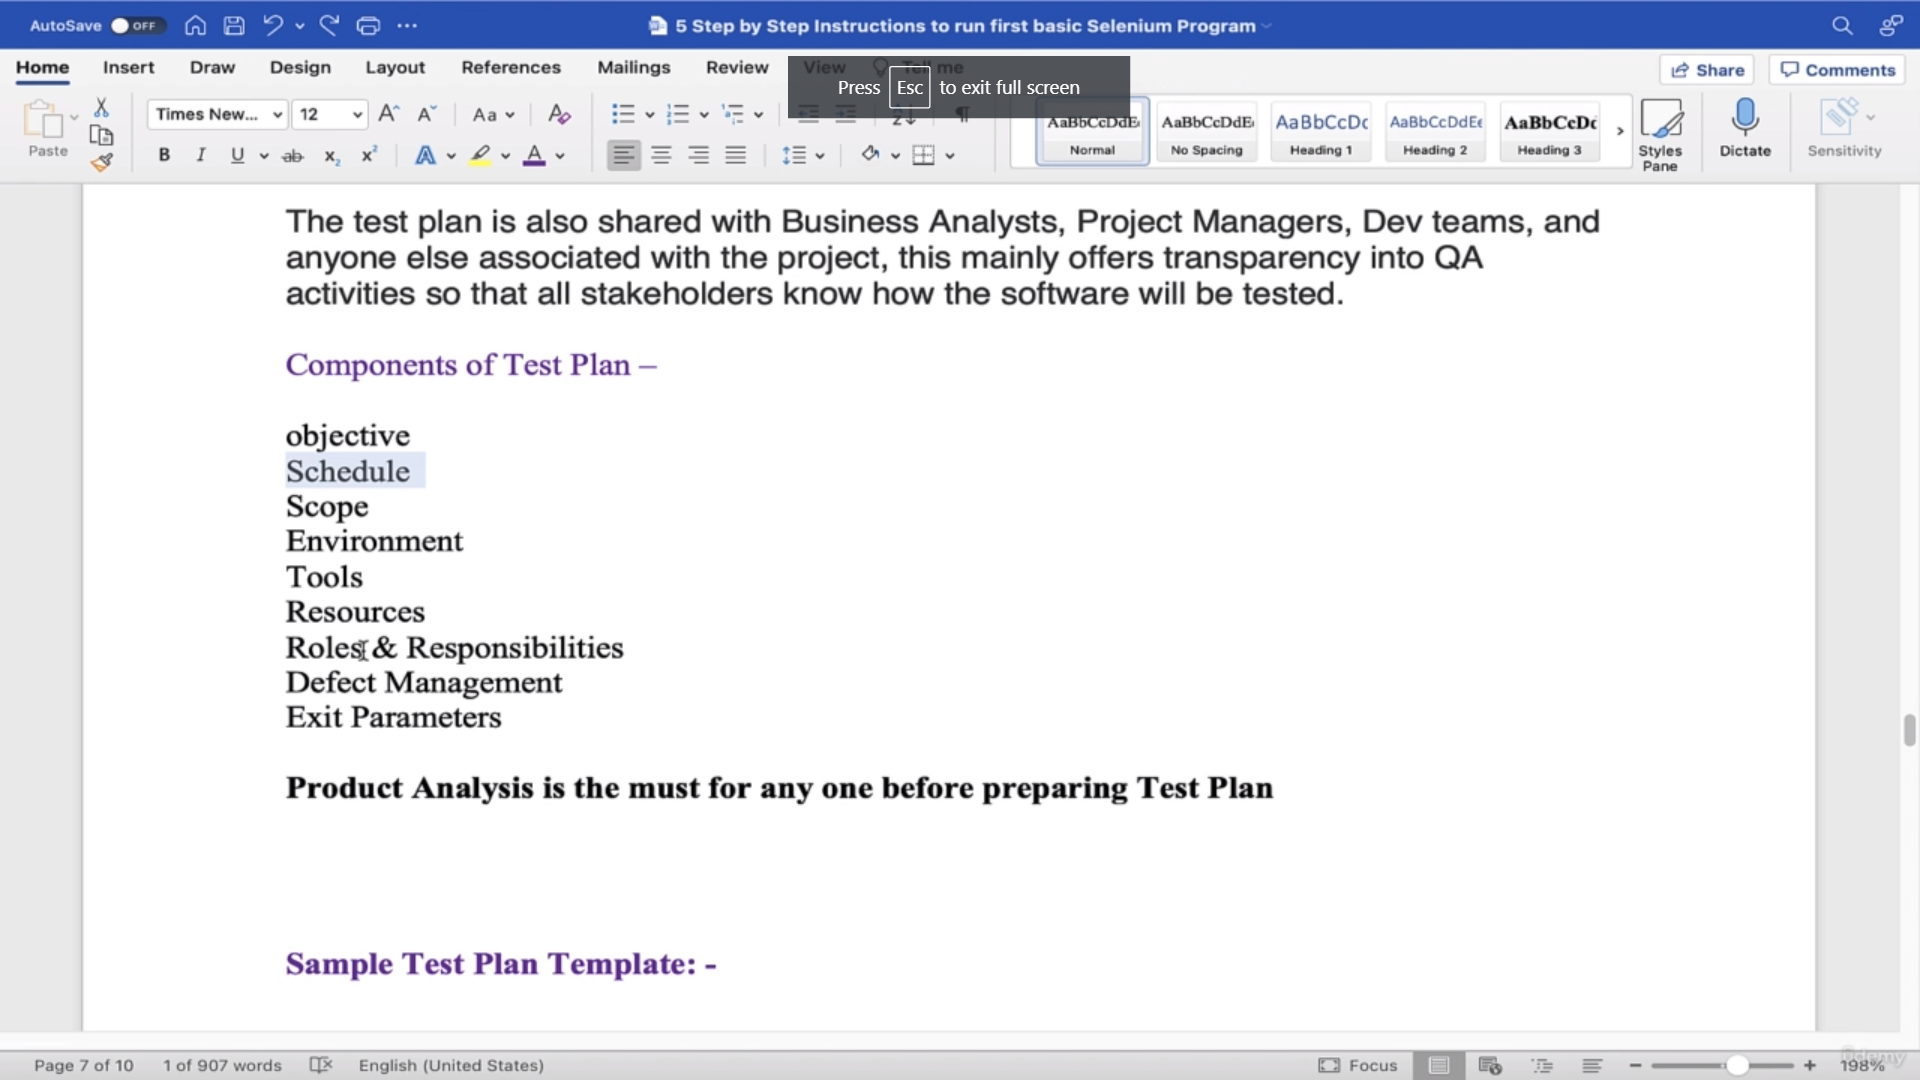 AutoSave OFF 5 Step by Step Instructions to run first basic Selenium Program
Home Insert Draw Design Layout References Mailings Review View Tell me Share Comments
Press Esc to exit full screen
Paste Times New... 12 Aa
AaBbCcDdE AaBbCcDdE AaBbCcDc AaBbCcDdEe AaBbCcDc
Normal No Spacing Heading 1 Heading 2 Heading 3 Styles Pane Dictate Sensitivity
B I U ab x₂ x² A A
The test plan is also shared with Business Analysts, Project Managers, Dev teams, and
anyone else associated with the project, this mainly offers transparency into QA
activities so that all stakeholders know how the software will be tested.
Components of Test Plan –
objective
Schedule
Scope
Environment
Tools
Resources
Roles & Responsibilities
Defect Management
Exit Parameters
Product Analysis is the must for any one before preparing Test Plan
Sample Test Plan Template: -
Page 7 of 10 1 of 907 words English (United States) Focus 198%
udemy